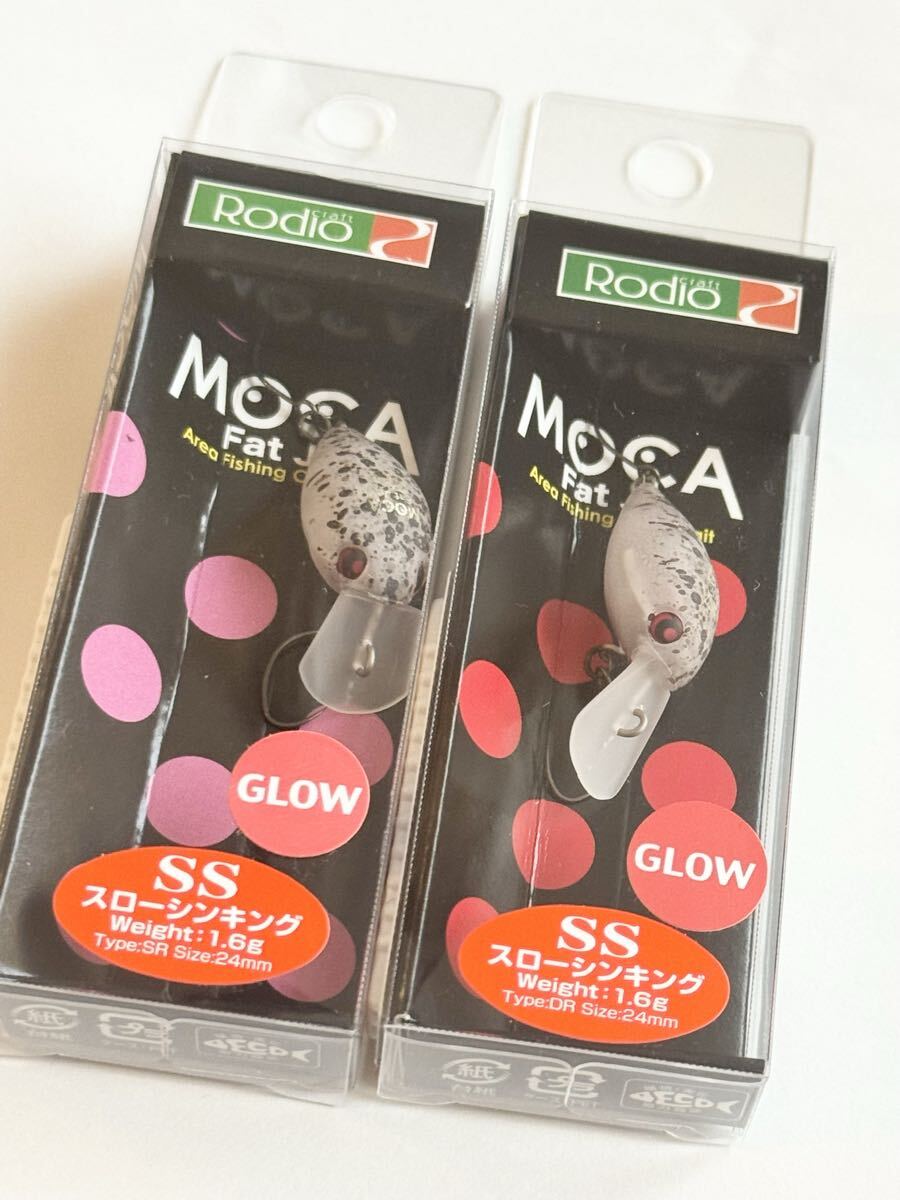 Rodio craft
MOCA
Fat
Area Fishing
MOCA
GLOW
SS
スローシンキング
Weight:1.6g
Type:SR Size:24mm
紙
Rodio craft
MOCA
Fat
Area Fishing
GLOW
SS
スローシンキング
Weight:1.6g
Type:DR Size:24mm
紙